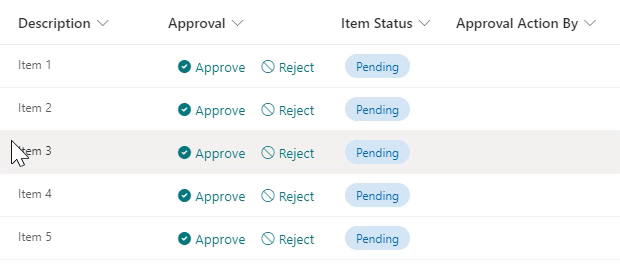 Description Approval Item Status Approval Action By
Item 1 Approve Reject Pending
Item 2 Approve Reject Pending
Item 3 Approve Reject Pending
Item 4 Approve Reject Pending
Item 5 Approve Reject Pending